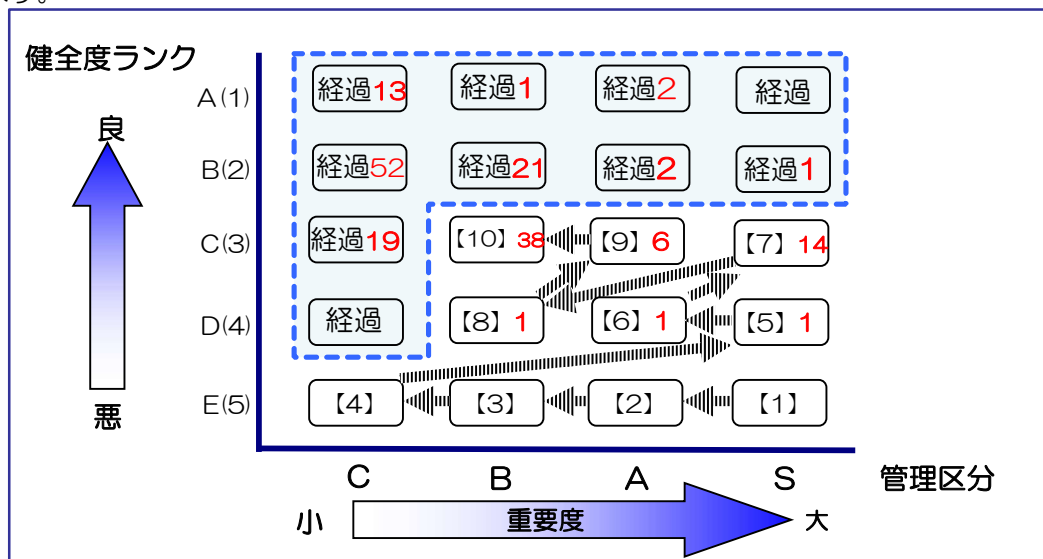 健全度ランク
A(1) 経過13 経過1 経過2 経過
良
B(2) 経過52 経過21 経過2 経過1
C(3) 経過19 【10】38 【9】6 【7】14
D(4) 経過 【8】1 【6】1 【5】1
悪
E(5) 【4】 【3】 【2】 【1】
C B A S 管理区分
小 重要度 大